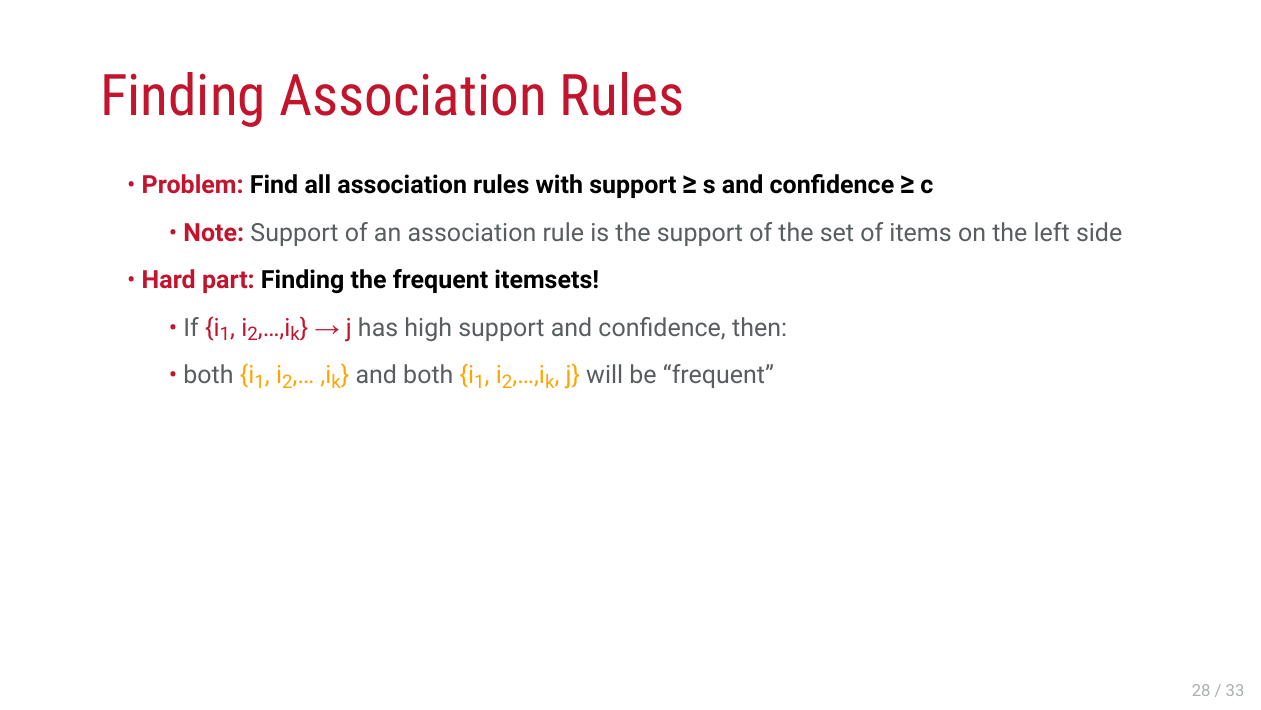 Finding Association Rules
• Problem: Find all association rules with support ≥ s and confidence ≥ c
• Note: Support of an association rule is the support of the set of items on the left side
• Hard part: Finding the frequent itemsets!
• If {i₁, i₂,…,iₖ} → j has high support and confidence, then:
• both {i₁, i₂,… ,iₖ} and both {i₁, i₂,…,iₖ, j} will be “frequent”
28 / 33